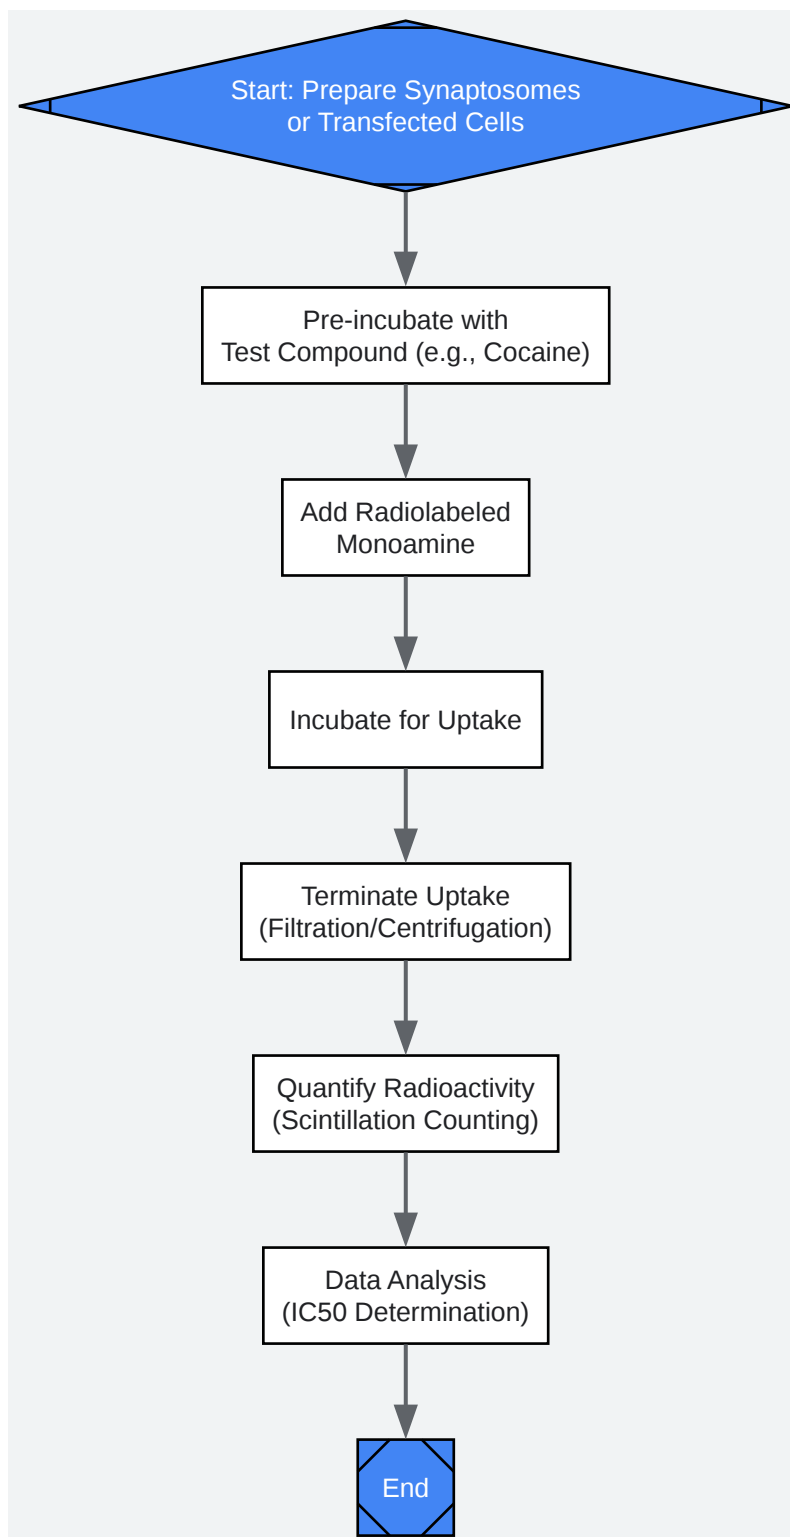 Start: Prepare Synaptosomes
or Transfected Cells
Pre-incubate with
Test Compound (e.g., Cocaine)
Add Radiolabeled
Monoamine
Incubate for Uptake
Terminate Uptake
(Filtration/Centrifugation)
Quantify Radioactivity
(Scintillation Counting)
Data Analysis
(IC50 Determination)
End